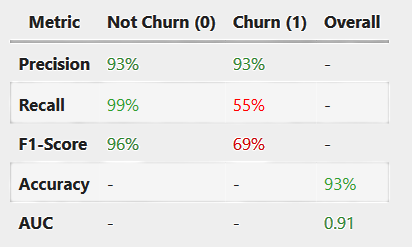 Metric Not Churn (0) Churn (1) Overall
Precision 93% 93% -
Recall 99% 55% -
F1-Score 96% 69% -
Accuracy - - 93%
AUC - - 0.91